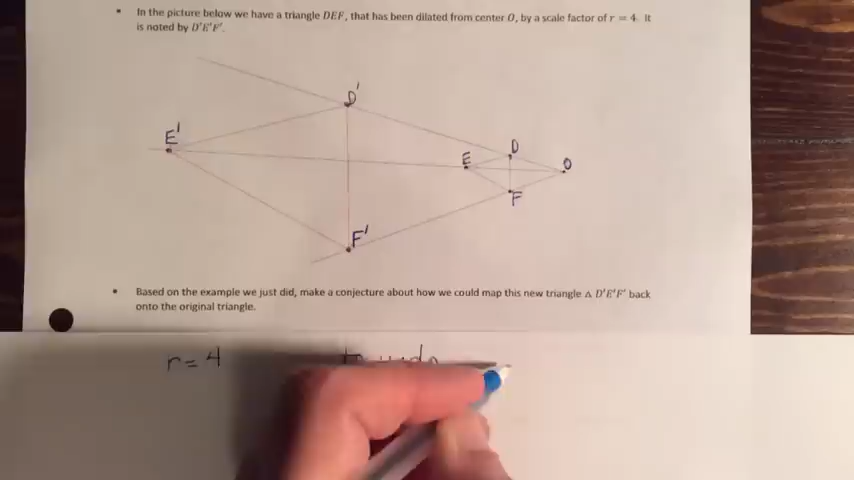 In the picture below we have a triangle DEF, that has been dilated from center O, by a scale factor of r = 4. It
is noted by D'E'F'.
D'
E'
E
D
O
F
F'
Based on the example we just did, make a conjecture about how we could map this new triangle △ D'E'F' back
onto the original triangle.
r = 4 to undo